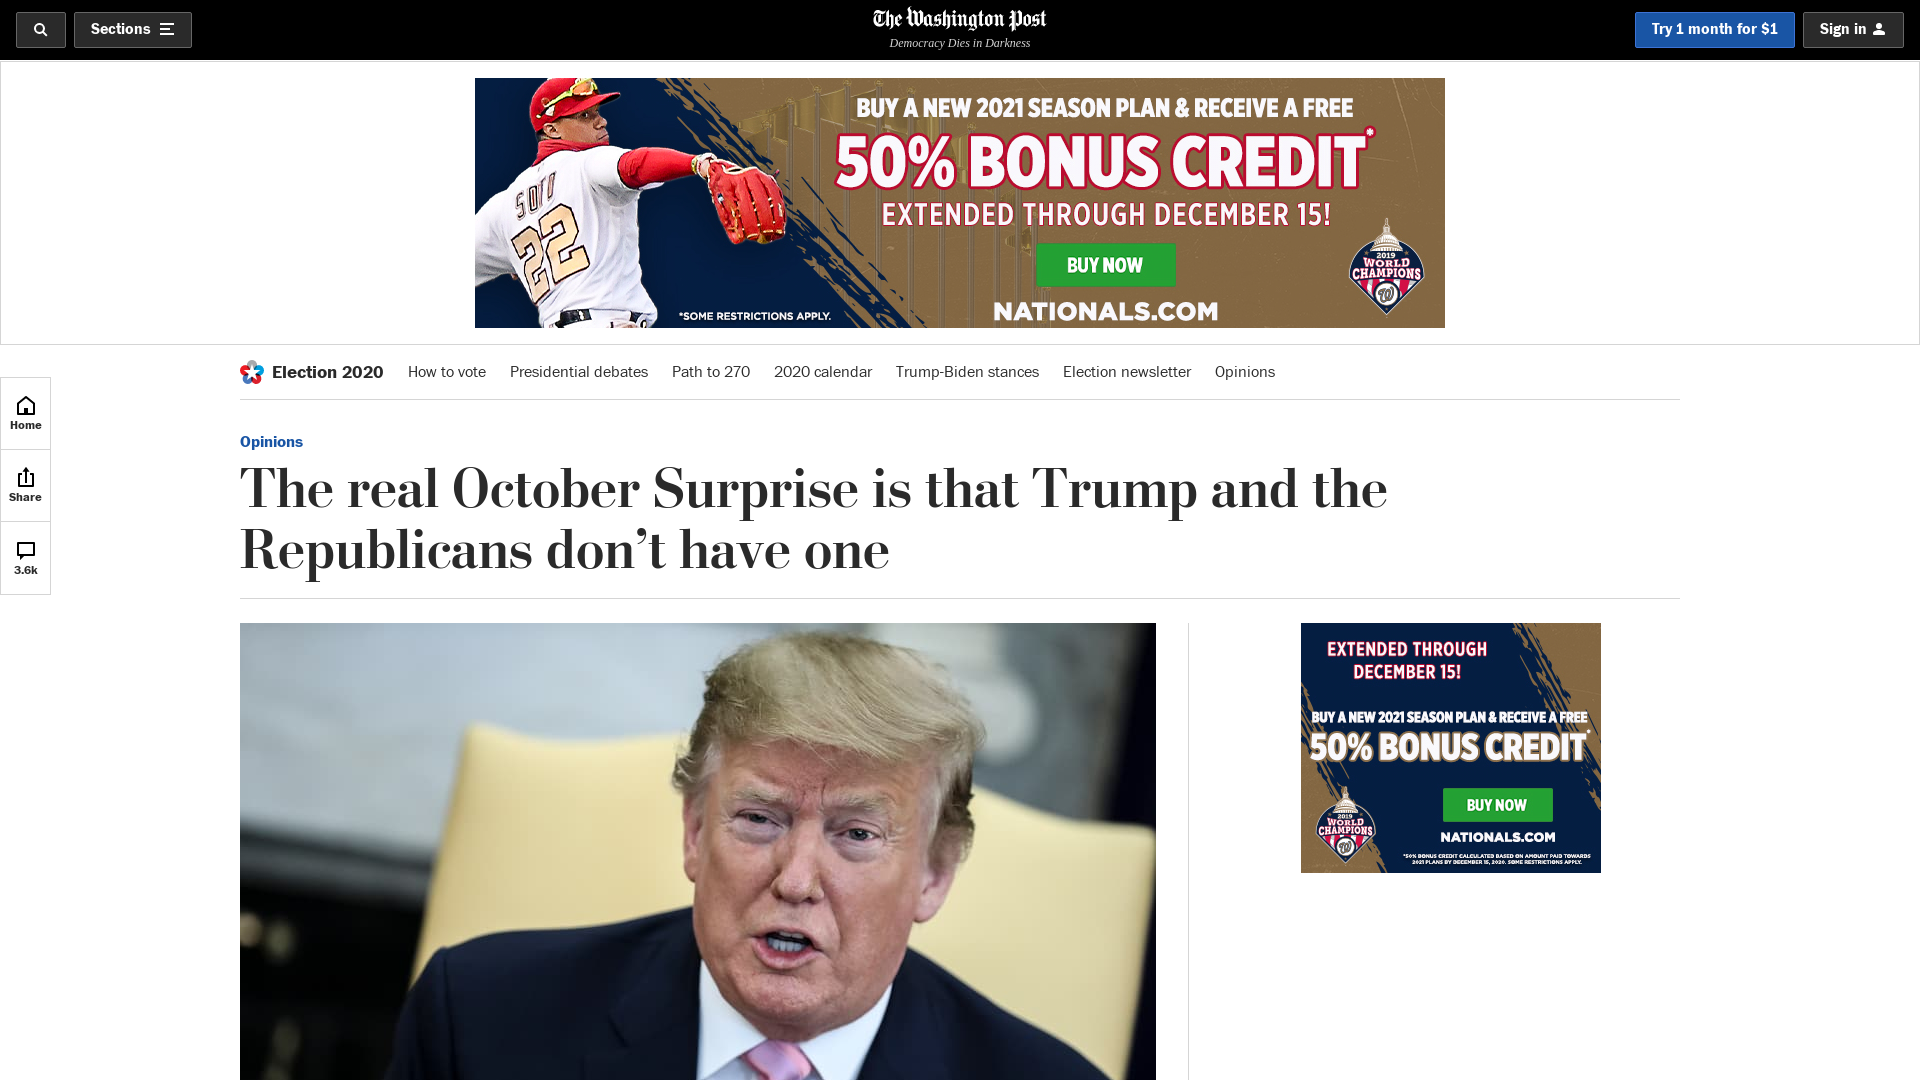 Sections
The Washington Post
Democracy Dies in Darkness
Try 1 month for $1
Sign in
BUY A NEW 2021 SEASON PLAN & RECEIVE A FREE
50% BONUS CREDIT*
EXTENDED THROUGH DECEMBER 15!
BUY NOW
NATIONALS.COM
*SOME RESTRICTIONS APPLY.
SOTO
22
2019
WORLD
CHAMPIONS
W
Election 2020
How to vote
Presidential debates
Path to 270
2020 calendar
Trump-Biden stances
Election newsletter
Opinions
Home
Share
3.6k
Opinions
The real October Surprise is that Trump and the
Republicans don’t have one
EXTENDED THROUGH
DECEMBER 15!
BUY A NEW 2021 SEASON PLAN & RECEIVE A FREE
50% BONUS CREDIT*
BUY NOW
NATIONALS.COM
2019
WORLD
CHAMPIONS
W
*50% BONUS CREDIT CALCULATED BASED ON AMOUNT PAID TOWARDS
2021 PLANS BY DECEMBER 15, 2020. SOME RESTRICTIONS APPLY.